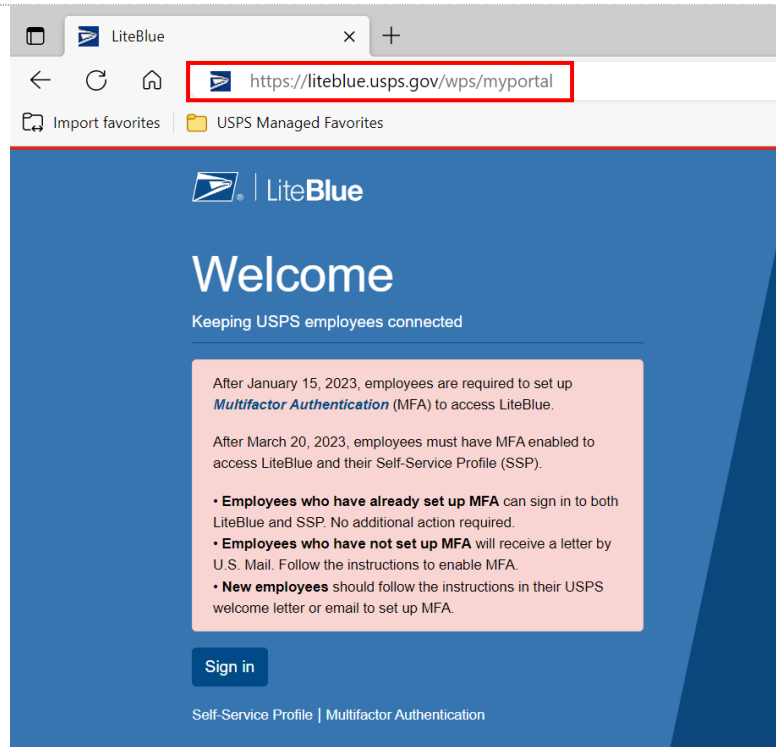 LiteBlue
https://liteblue.usps.gov/wps/myportal
Import favorites
USPS Managed Favorites
® LiteBlue
Welcome
Keeping USPS employees connected
After January 15, 2023, employees are required to set up
Multifactor Authentication (MFA) to access LiteBlue.
After March 20, 2023, employees must have MFA enabled to
access LiteBlue and their Self-Service Profile (SSP).
• Employees who have already set up MFA can sign in to both
LiteBlue and SSP. No additional action required.
• Employees who have not set up MFA will receive a letter by
U.S. Mail. Follow the instructions to enable MFA.
• New employees should follow the instructions in their USPS
welcome letter or email to set up MFA.
Sign in
Self-Service Profile | Multifactor Authentication